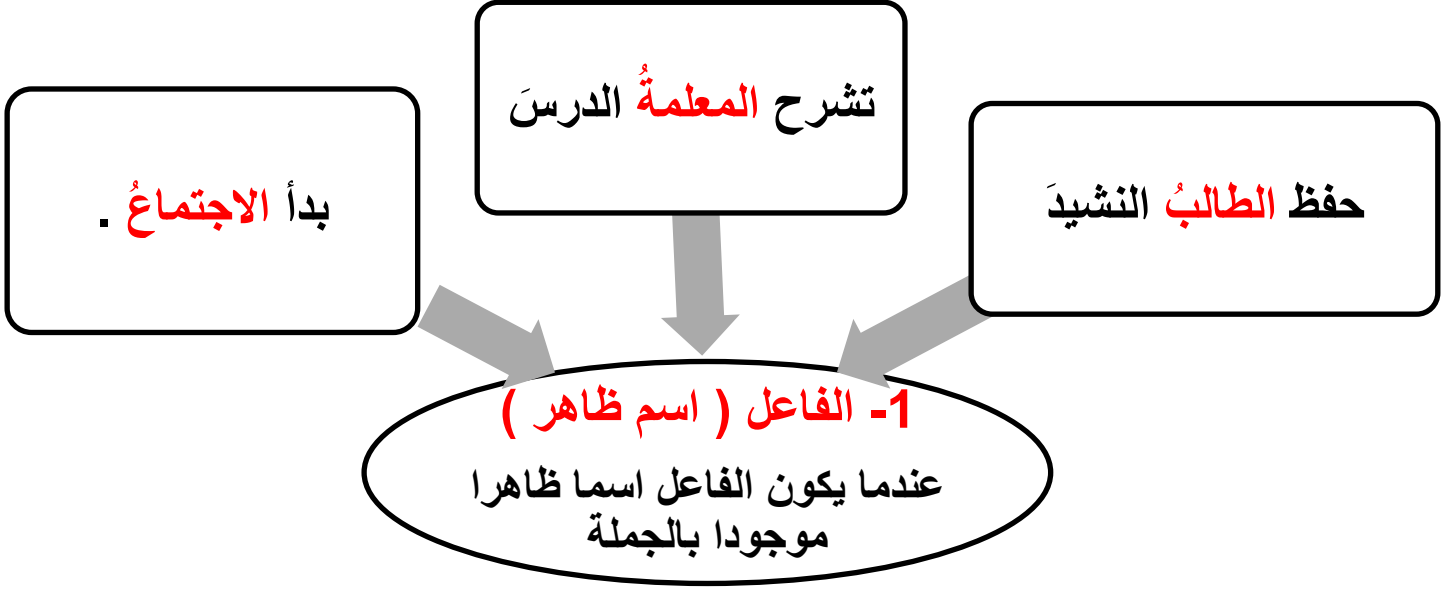 حفظ الطالبُ النشيدَ
تشرح المعلمةُ الدرسَ
بدأ الاجتماعُ .
1- الفاعل ( اسم ظاهر )
عندما يكون الفاعل اسما ظاهرا
موجودا بالجملة